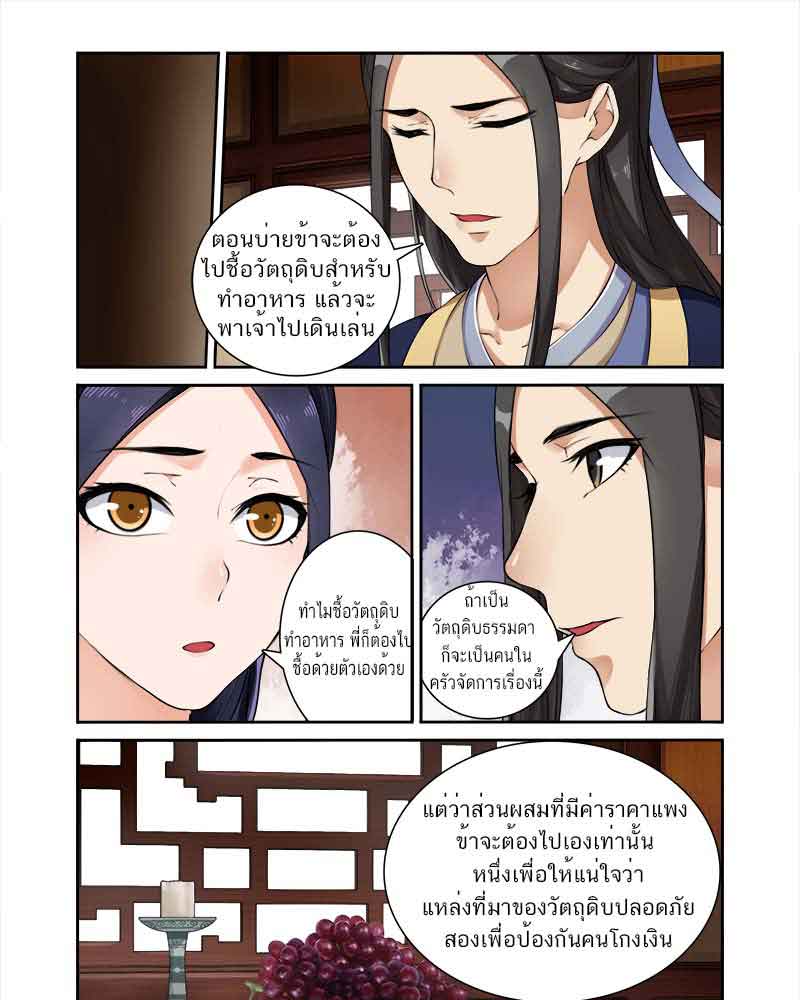 ตอนบ่ายข้าจะต้อง
ไปซื้อวัตถุดิบสำหรับ
ทำอาหาร แล้วจะ
พาเจ้าไปเดินเล่น
ทำไมซื้อวัตถุดิบ
ทำอาหาร พี่ก็ต้องไป
ซื้อด้วยตัวเองด้วย
ถ้าเป็น
วัตถุดิบธรรมดา
ก็จะเป็นคนใน
ครัวจัดการเรื่องนี้
แต่ว่าส่วนผสมที่มีค่าราคาแพง
ข้าจะต้องไปเองเท่านั้น
หนึ่งเพื่อให้แน่ใจว่า
แหล่งที่มาของวัตถุดิบปลอดภัย
สองเพื่อป้องกันคนโกงเงิน